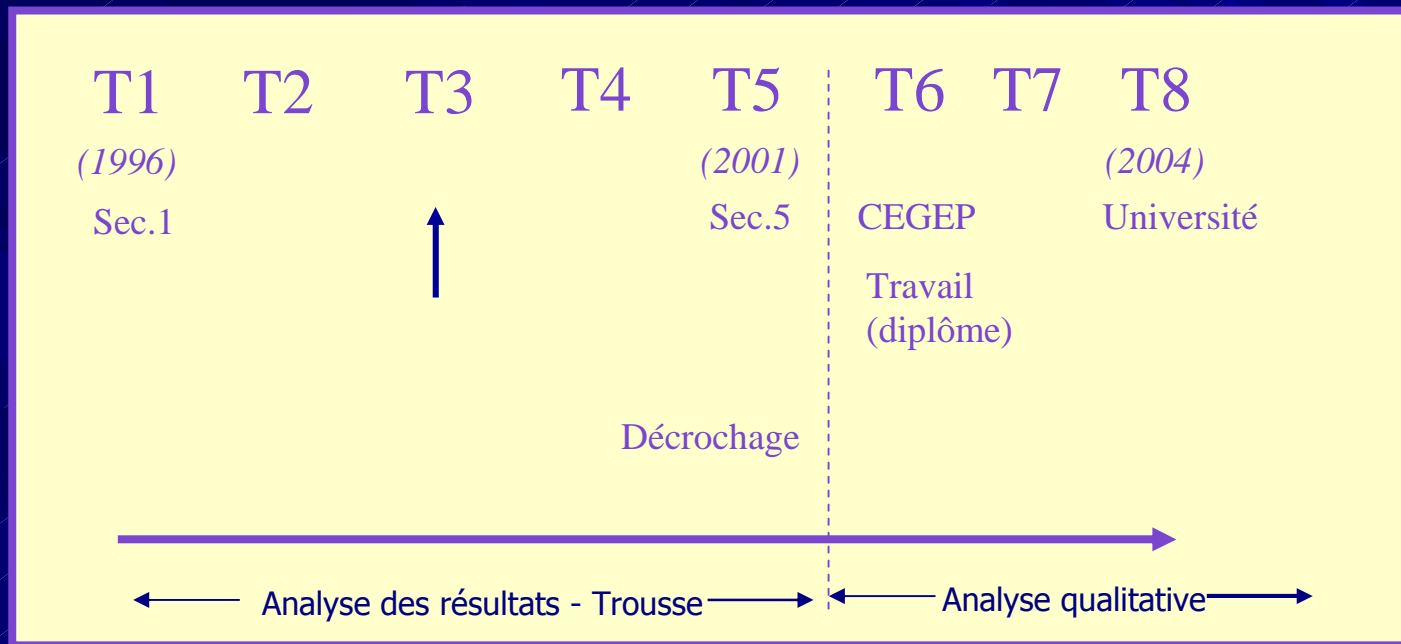 T1 T2 T3 T4 T5 T6 T7 T8
(1996) (2001) (2004)
Sec.1 Sec.5 CEGEP Université
Travail
(diplôme)
Décrochage
Analyse des résultats - Trousse Analyse qualitative